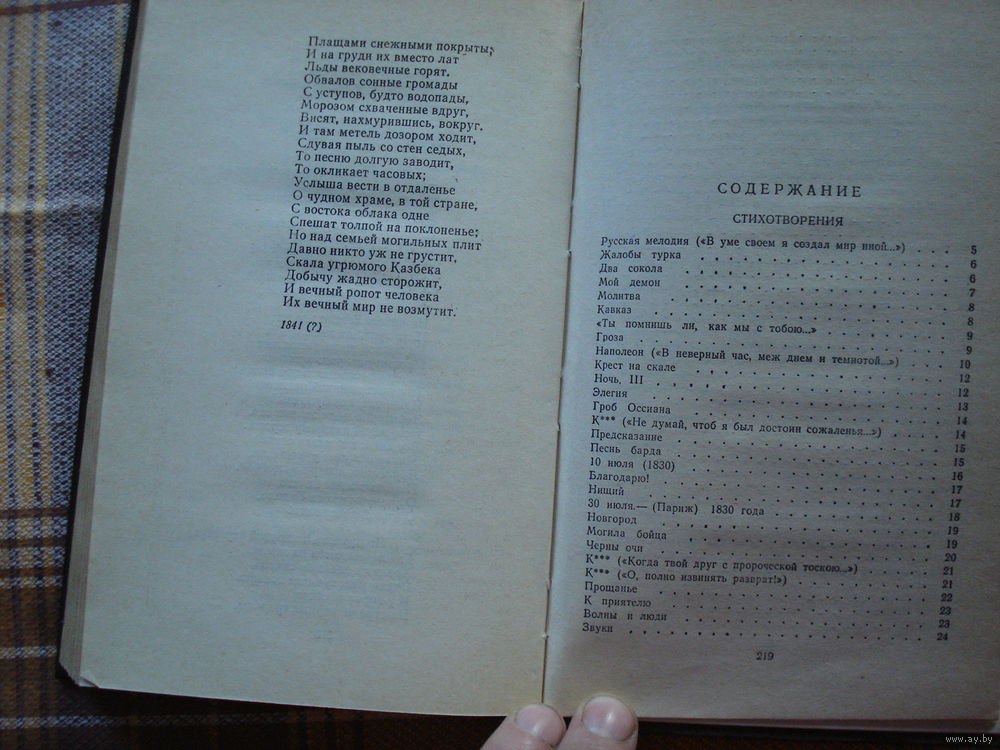 Плащами снежными покрыты;
И на груди их вместо лат
Льды вековечные горят.
Обвалов сонные громады
С уступов, будто водопады,
Морозом схваченные вдруг,
Висят, нахмурившись, вокруг.
И там метель дозором ходит,
Сдувая пыль со стен седых,
То песню долгую заводит,
То окликает часовых;
Услыша вести в отдаленье
О чудном храме, в той стране,
С востока облака одне
Спешат толпой на поклоненье;
Но над семьей могильных плит
Давно никто уж не грустит.
Скала угрюмого Казбека
Добычу жадно сторожит,
И вечный ропот человека
Их вечный мир не возмутит.
1841 (?)
СОДЕРЖАНИЕ
СТИХОТВОРЕНИЯ
Русская мелодия («В уме своем я создал мир иной...») . . . 5
Жалобы турка . . . 6
Два сокола . . . 6
Мой демон . . . 7
Молитва . . . 8
Кавказ . . . 8
«Ты помнишь ли, как мы с тобою...» . . . 9
Гроза . . . 9
Наполеон («В неверный час, меж днем и темнотой...») . . . 10
Крест на скале . . . 12
Ночь, III . . . 12
Элегия . . . 13
Гроб Оссиана . . . 14
К*** («Не думай, чтоб я был достоин сожаленья...») . . . 14
Предсказание . . . 15
Песнь барда . . . 15
10 июля (1830) . . . 16
Благодарю! . . . 17
Нищий . . . 17
30 июля.— (Париж) 1830 года . . . 18
Новгород . . . 19
Могила бойца . . . 19
Черны очи . . . 20
К*** («Когда твой друг с пророческой тоскою...») . . . 21
К*** («О, полно извинять разврат!») . . . 21
Прощанье . . . 22
К приятелю . . . 23
Волны и люди . . . 23
Звуки . . . 24
219
www.ay.by